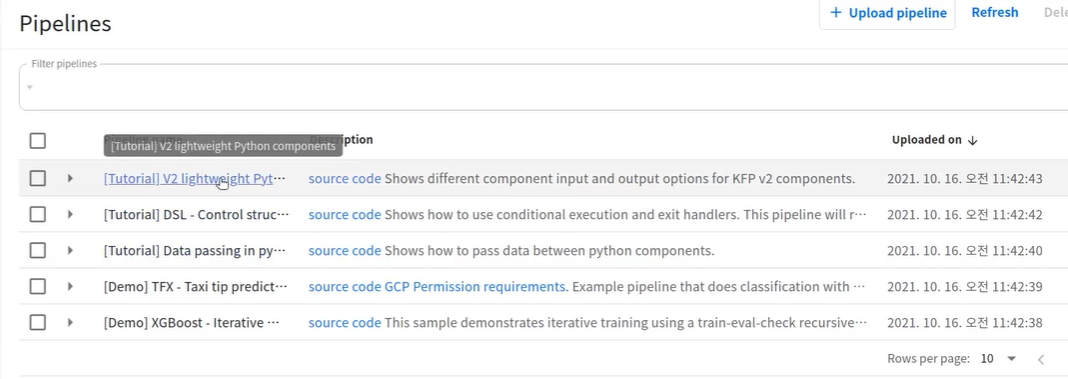 Pipelines
+ Upload pipeline Refresh Dele
Filter pipelines
[Tutorial] V2 lightweight Python components
Uploaded on ↓
[Tutorial] V2 lightweight Pyt··· source code Shows different component input and output options for KFP v2 components. 2021. 10. 16. 오전 11:42:43
[Tutorial] DSL - Control struc··· source code Shows how to use conditional execution and exit handlers. This pipeline will r··· 2021. 10. 16. 오전 11:42:42
[Tutorial] Data passing in py··· source code Shows how to pass data between python components. 2021. 10. 16. 오전 11:42:40
[Demo] TFX - Taxi tip predict··· source code GCP Permission requirements. Example pipeline that does classification with ··· 2021. 10. 16. 오전 11:42:39
[Demo] XGBoost - Iterative ··· source code This sample demonstrates iterative training using a train-eval-check recursive··· 2021. 10. 16. 오전 11:42:38
Rows per page: 10